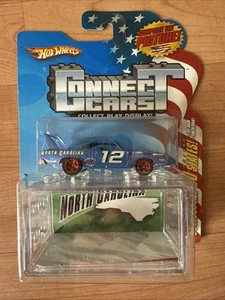 Hot Wheels
CONNECT
CARS
COLLECT. PLAY. DISPLAY!
NORTH CAROLINA
12
NORTH CAROLINA